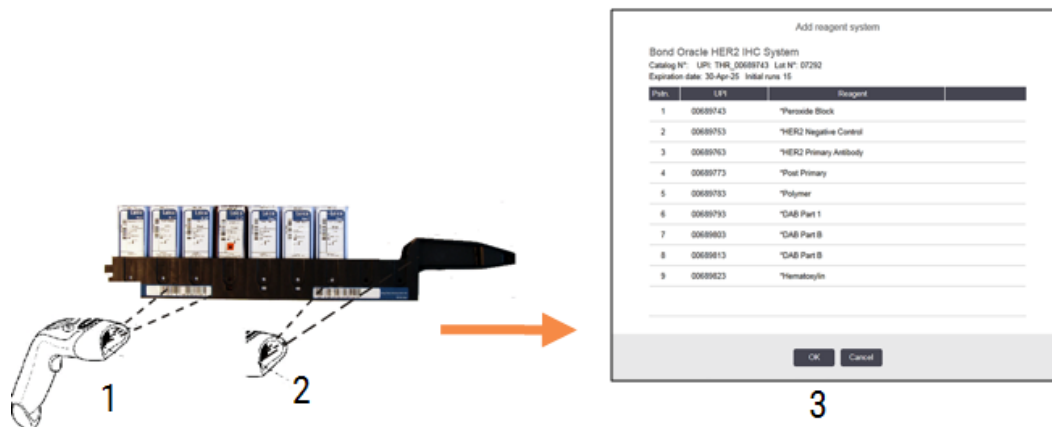 Add reagent system
Bond Oracle HER2 IHC System
Catalog N°: UPI: THR_00689743 Lot N°: 07292
Expiration date: 30-Apr-25 Initial runs 15
Pstn. UPI Reagent
1 00689743 *Peroxide Block
2 00689753 *HER2 Negative Control
3 00689763 *HER2 Primary Antibody
4 00689773 *Post Primary
5 00689783 *Polymer
6 00689793 *DAB Part 1
7 00689803 *DAB Part B
8 00689813 *DAB Part B
9 00689823 *Hematoxylin
OK Cancel
1
2
3